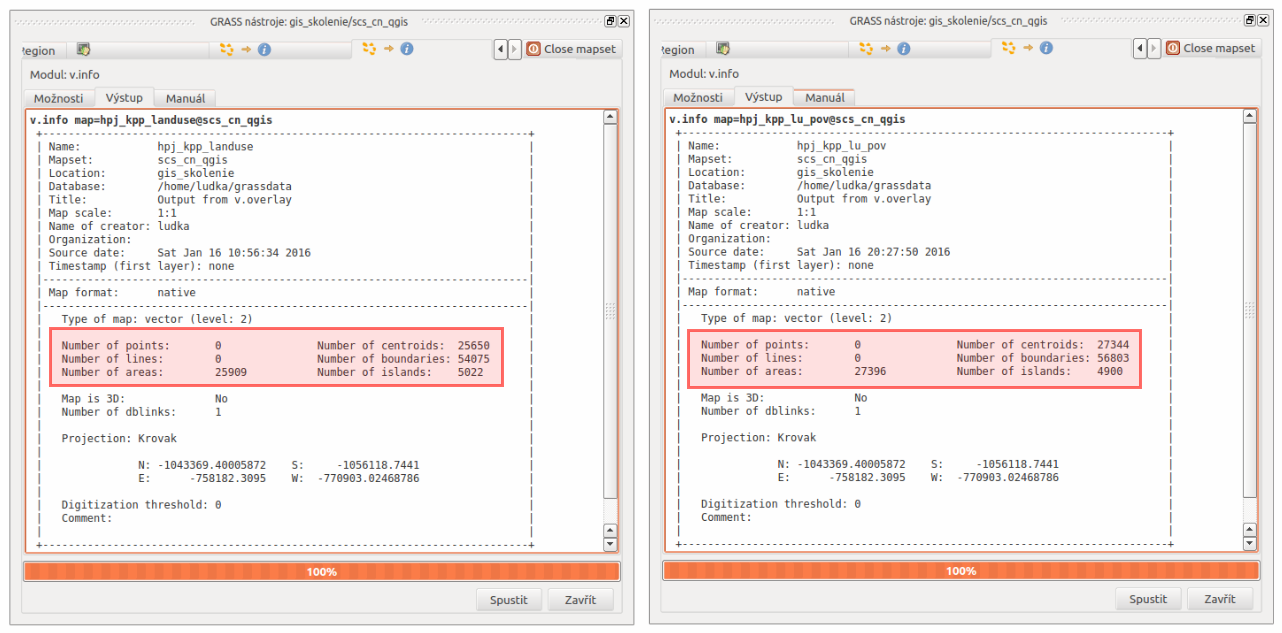 GRASS nástroje: gis_skolenie/scs_cn_qgis
region
Close mapset
Modul: v.info
Možnosti Výstup Manuál
v.info map=hpj_kpp_landuse@scs_cn_qgis
Name: hpj_kpp_landuse
Mapset: scs_cn_qgis
Location: gis_skolenie
Database: /home/ludka/grassdata
Title: Output from v.overlay
Map scale: 1:1
Name of creator: ludka
Organization:
Source date: Sat Jan 16 10:56:34 2016
Timestamp (first layer): none
Map format: native
Type of map: vector (level: 2)
Number of points: 0 Number of centroids: 25650
Number of lines: 0 Number of boundaries: 54075
Number of areas: 25909 Number of islands: 5022
Map is 3D: No
Number of dblinks: 1
Projection: Krovak
N: -1043369.40005872 S: -1056118.7441
E: -758182.3095 W: -770903.02468786
Digitization threshold: 0
Comment:
100%
Spustit Zavřít
GRASS nástroje: gis_skolenie/scs_cn_qgis
region
Close mapset
Modul: v.info
Možnosti Výstup Manuál
v.info map=hpj_kpp_lu_pov@scs_cn_qgis
Name: hpj_kpp_lu_pov
Mapset: scs_cn_qgis
Location: gis_skolenie
Database: /home/ludka/grassdata
Title: Output from v.overlay
Map scale: 1:1
Name of creator: ludka
Organization:
Source date: Sat Jan 16 20:27:50 2016
Timestamp (first layer): none
Map format: native
Type of map: vector (level: 2)
Number of points: 0 Number of centroids: 27344
Number of lines: 0 Number of boundaries: 56803
Number of areas: 27396 Number of islands: 4900
Map is 3D: No
Number of dblinks: 1
Projection: Krovak
N: -1043369.40005872 S: -1056118.7441
E: -758182.3095 W: -770903.02468786
Digitization threshold: 0
Comment:
100%
Spustit Zavřít